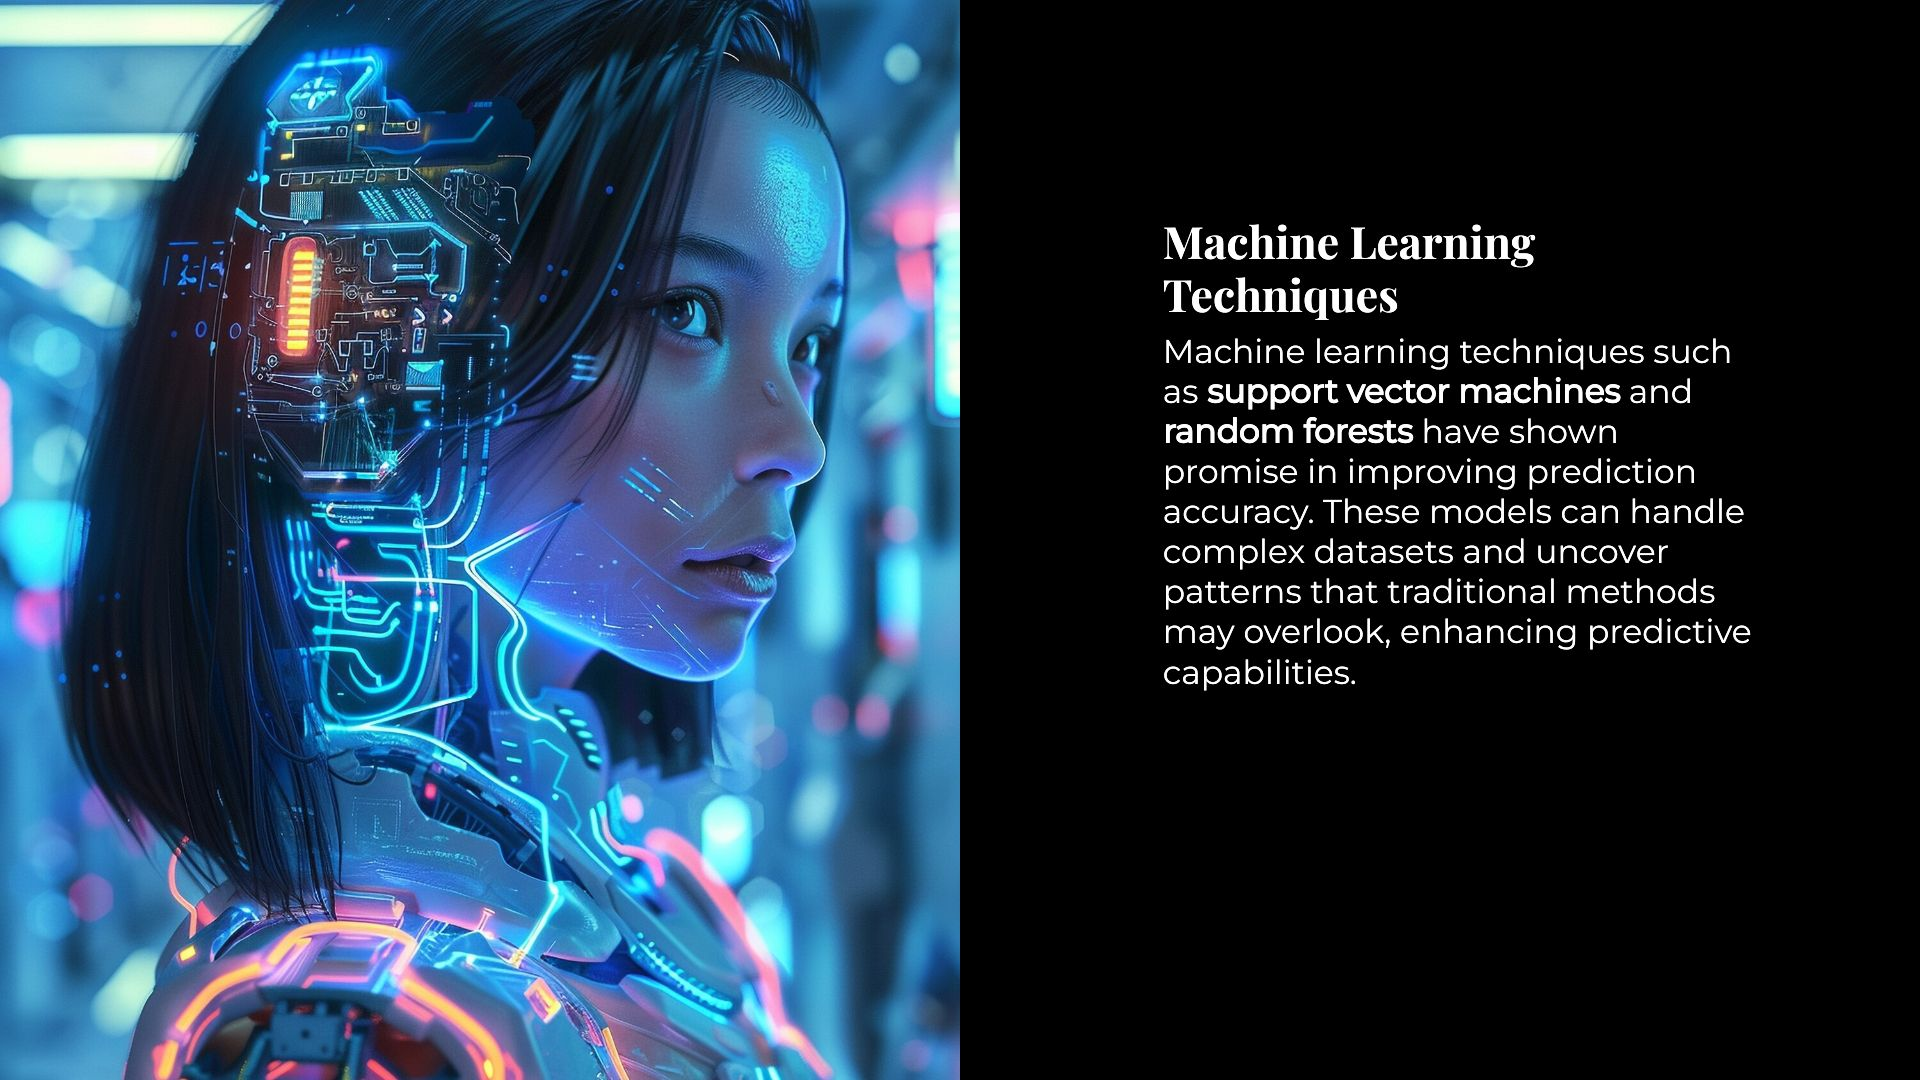 Machine Learning
Techniques
Machine learning techniques such
as support vector machines and
random forests have shown
promise in improving prediction
accuracy. These models can handle
complex datasets and uncover
patterns that traditional methods
may overlook, enhancing predictive
capabilities.